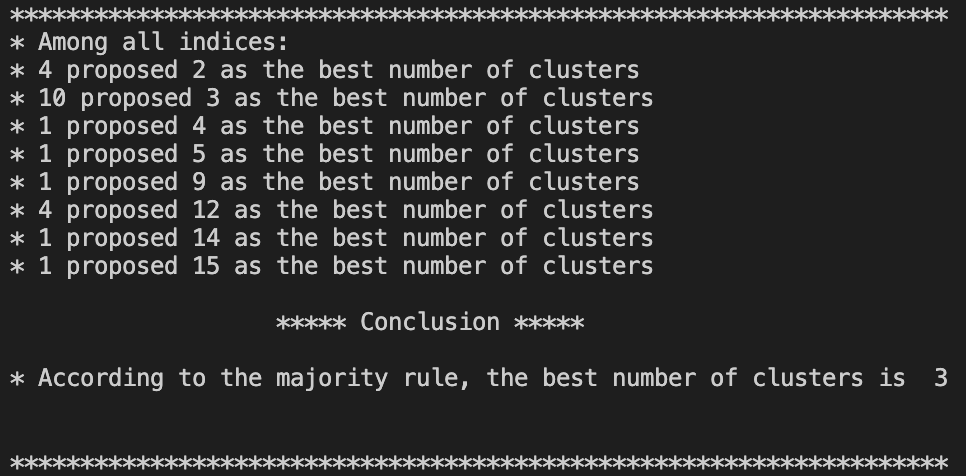 *******************************************************************
* Among all indices:
* 4 proposed 2 as the best number of clusters
* 10 proposed 3 as the best number of clusters
* 1 proposed 4 as the best number of clusters
* 1 proposed 5 as the best number of clusters
* 1 proposed 9 as the best number of clusters
* 4 proposed 12 as the best number of clusters
* 1 proposed 14 as the best number of clusters
* 1 proposed 15 as the best number of clusters
***** Conclusion *****
* According to the majority rule, the best number of clusters is  3
*******************************************************************